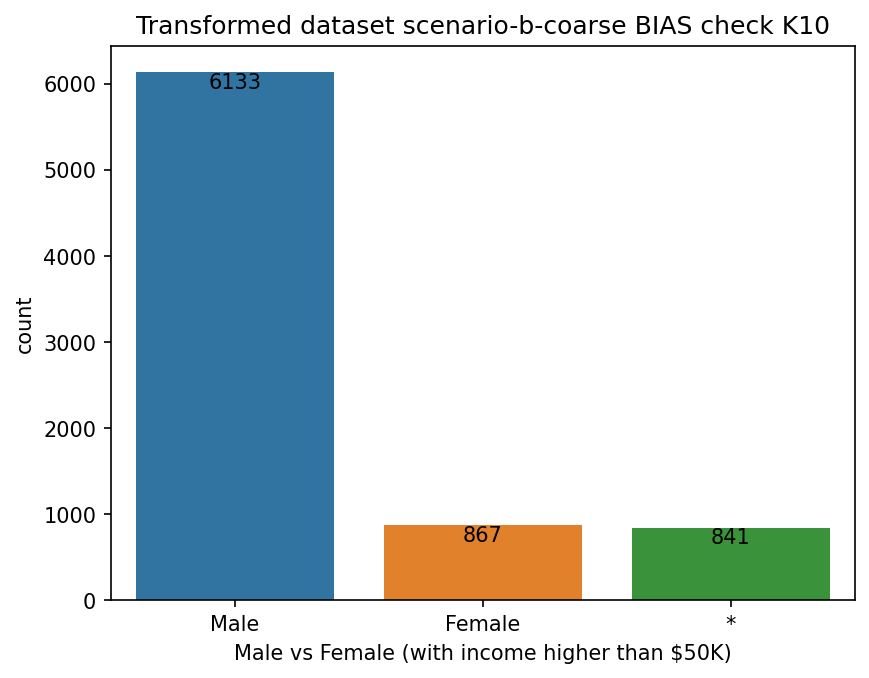 Transformed dataset scenario-b-coarse BIAS check K10
6000
5000
4000
3000
2000
1000
0
count
6133
867
841
Male
Female
*
Male vs Female (with income higher than $50K)